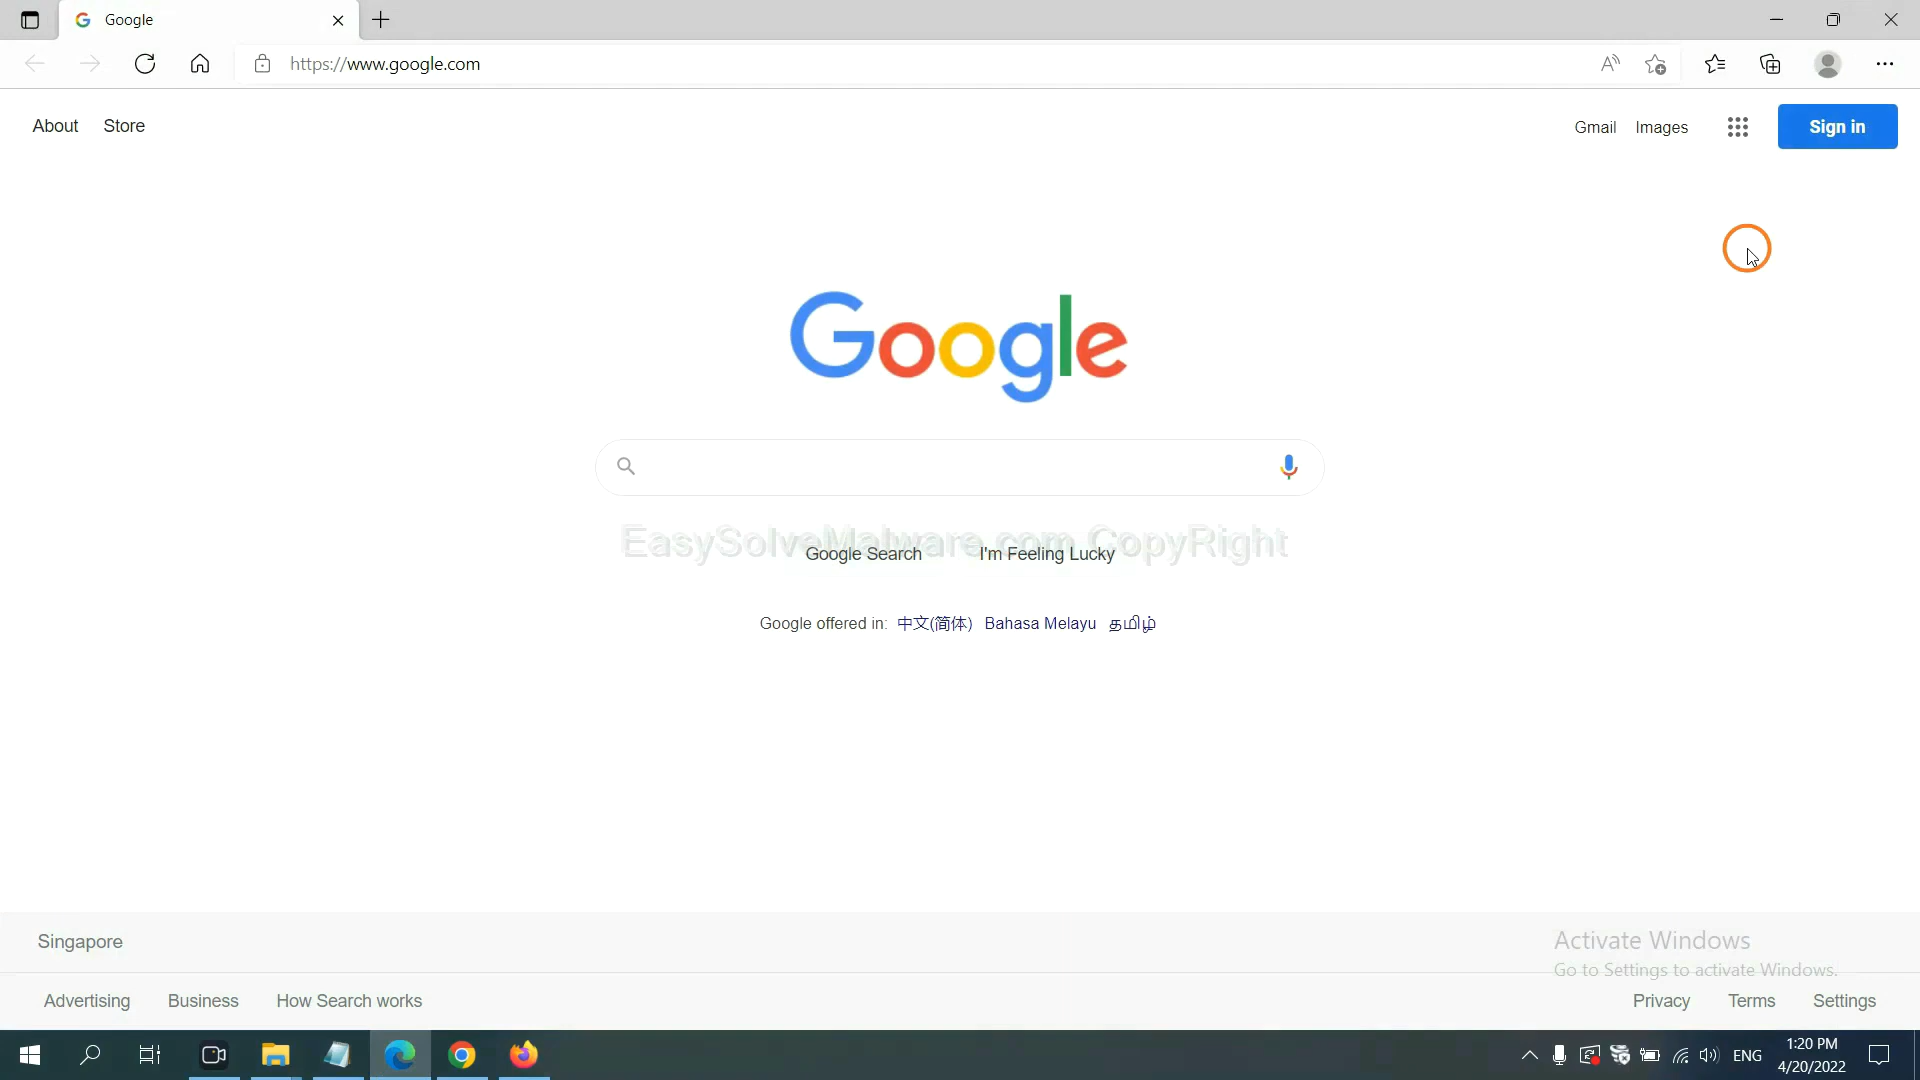 Google
https://www.google.com
About Store
Gmail Images Sign in
Google
EasySolveMalware.com CopyRight
Google Search I'm Feeling Lucky
Google offered in: 中文(简体) Bahasa Melayu தமிழ்
Singapore
Activate Windows
Go to Settings to activate Windows.
Advertising Business How Search works
Privacy Terms Settings
ENG
1:20 PM
4/20/2022